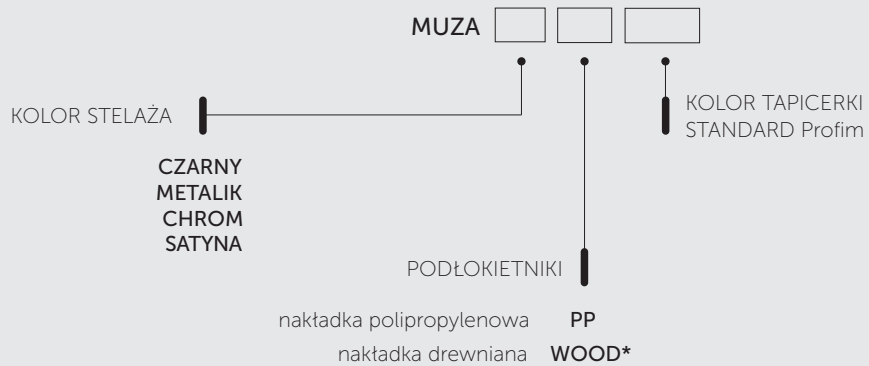 MUZA
KOLOR STELAŻA
KOLOR TAPICERKI
STANDARD Profim
CZARNY
METALIK
CHROM
SATYNA
PODŁOKIETNIKI
nakładka polipropylenowa PP
nakładka drewniana WOOD*